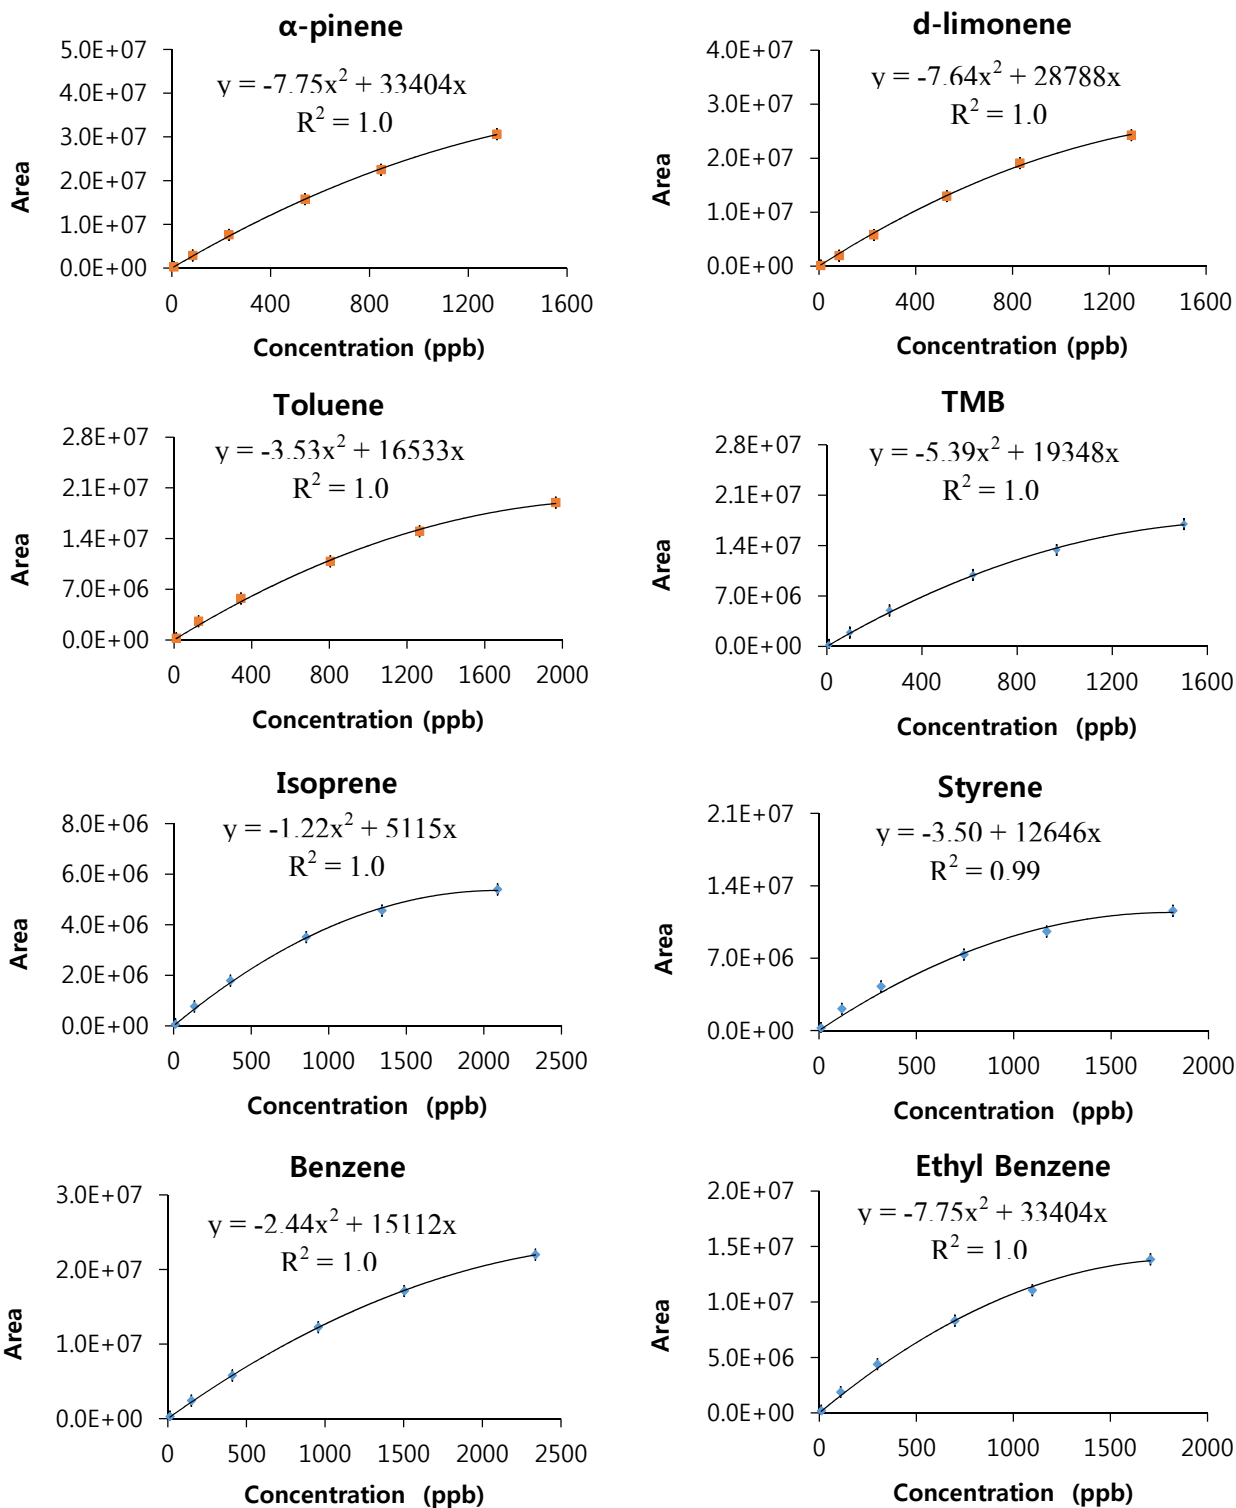 α-pinene
y = -7.75x² + 33404x
R² = 1.0
5.0E+07
4.0E+07
3.0E+07
2.0E+07
1.0E+07
0.0E+00
Area
0 400 800 1200 1600
Concentration (ppb)
d-limonene
y = -7.64x² + 28788x
R² = 1.0
4.0E+07
3.0E+07
2.0E+07
1.0E+07
0.0E+00
Area
0 400 800 1200 1600
Concentration (ppb)
Toluene
y = -3.53x² + 16533x
R² = 1.0
2.8E+07
2.1E+07
1.4E+07
7.0E+06
0.0E+00
Area
0 400 800 1200 1600 2000
Concentration (ppb)
TMB
y = -5.39x² + 19348x
R² = 1.0
2.8E+07
2.1E+07
1.4E+07
7.0E+06
0.0E+00
Area
0 400 800 1200 1600
Concentration (ppb)
Isoprene
y = -1.22x² + 5115x
R² = 1.0
8.0E+06
6.0E+06
4.0E+06
2.0E+06
0.0E+00
Area
0 500 1000 1500 2000 2500
Concentration (ppb)
Styrene
y = -3.50 + 12646x
R² = 0.99
2.1E+07
1.4E+07
7.0E+06
0.0E+00
Area
0 500 1000 1500 2000
Concentration (ppb)
Benzene
y = -2.44x² + 15112x
R² = 1.0
3.0E+07
2.0E+07
1.0E+07
0.0E+00
Area
0 500 1000 1500 2000 2500
Concentration (ppb)
Ethyl Benzene
y = -7.75x² + 33404x
R² = 1.0
2.0E+07
1.5E+07
1.0E+07
5.0E+06
0.0E+00
Area
0 500 1000 1500 2000
Concentration (ppb)